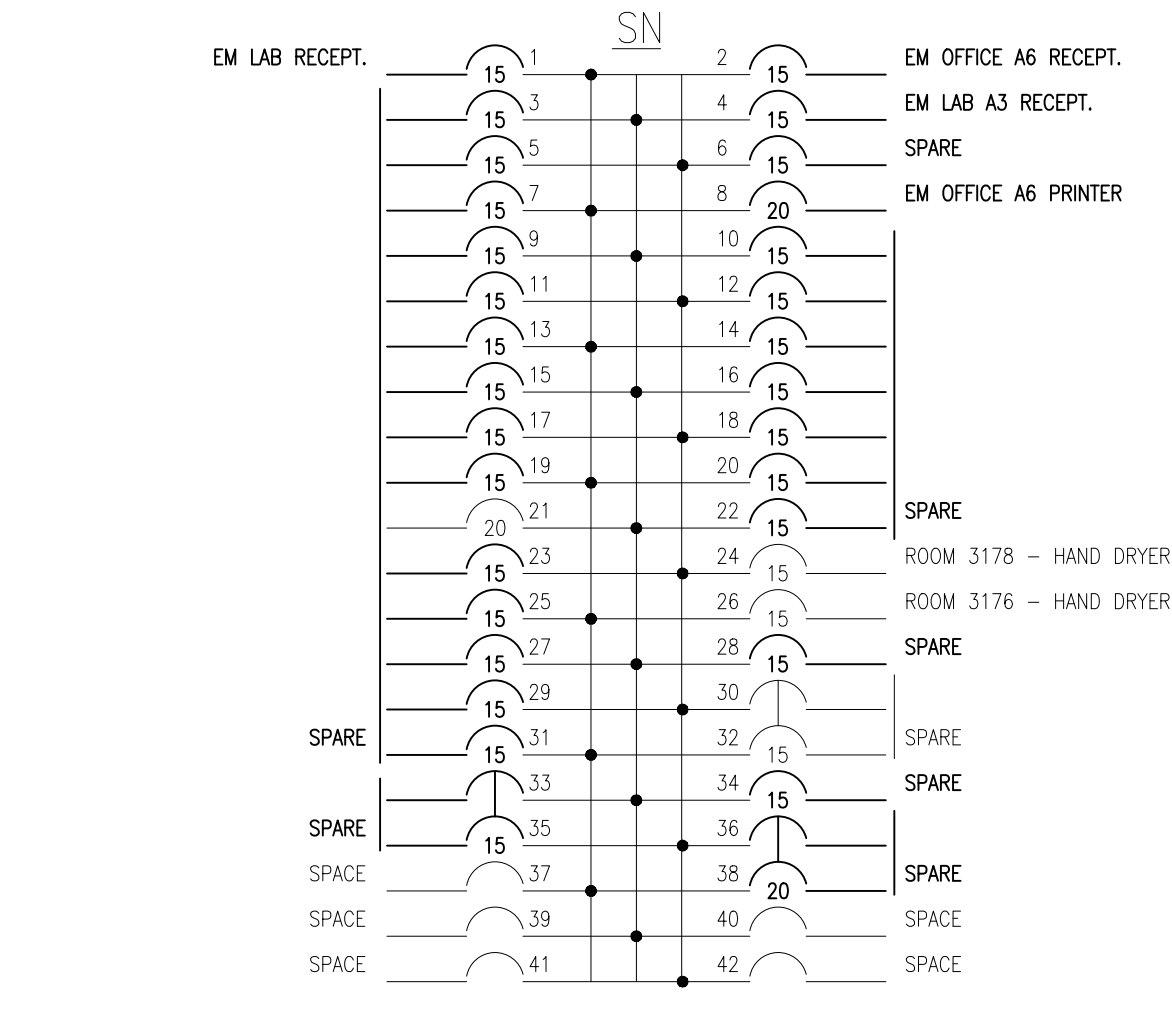 SN
EM LAB RECEPT. 15 1 2 15 EM OFFICE A6 RECEPT.
15 3 4 15 EM LAB A3 RECEPT.
15 5 6 15 SPARE
15 7 8 20 EM OFFICE A6 PRINTER
15 9 10 15
15 11 12 15
15 13 14 15
15 15 16 15
15 17 18 15
15 19 20 15
20 21 22 15 SPARE
15 23 24 15 ROOM 3178 – HAND DRYER
15 25 26 15 ROOM 3176 – HAND DRYER
15 27 28 15 SPARE
15 29 30
SPARE 15 31 32 15 SPARE
33 34 15 SPARE
SPARE 15 35 36
SPACE 37 38 20 SPARE
SPACE 39 40 SPACE
SPACE 41 42 SPACE